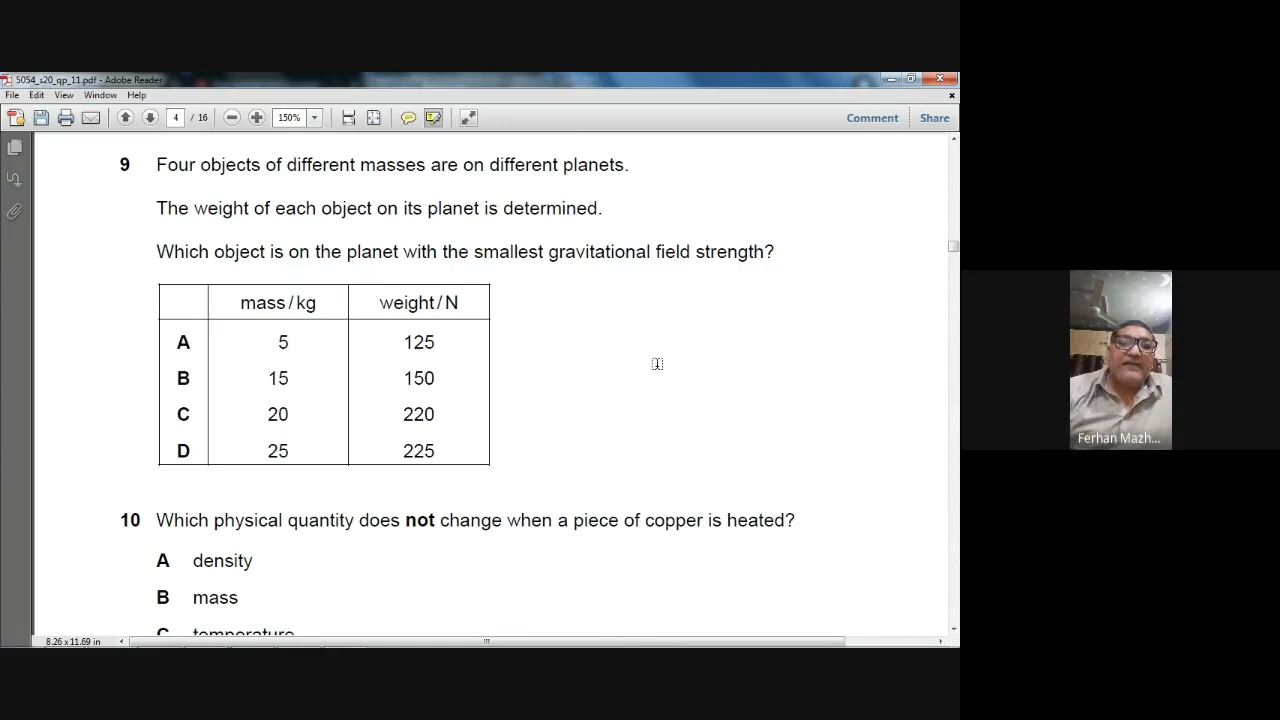 5054_s20_qp_11.pdf - Adobe Reader
File Edit View Window Help
4 / 16 150% Comment Share
9 Four objects of different masses are on different planets.
The weight of each object on its planet is determined.
Which object is on the planet with the smallest gravitational field strength?
mass / kg weight / N
A 5 125
B 15 150
C 20 220
D 25 225
10 Which physical quantity does not change when a piece of copper is heated?
A density
B mass
C temperature
8.26 x 11.69 in
Ferhan Mazh...